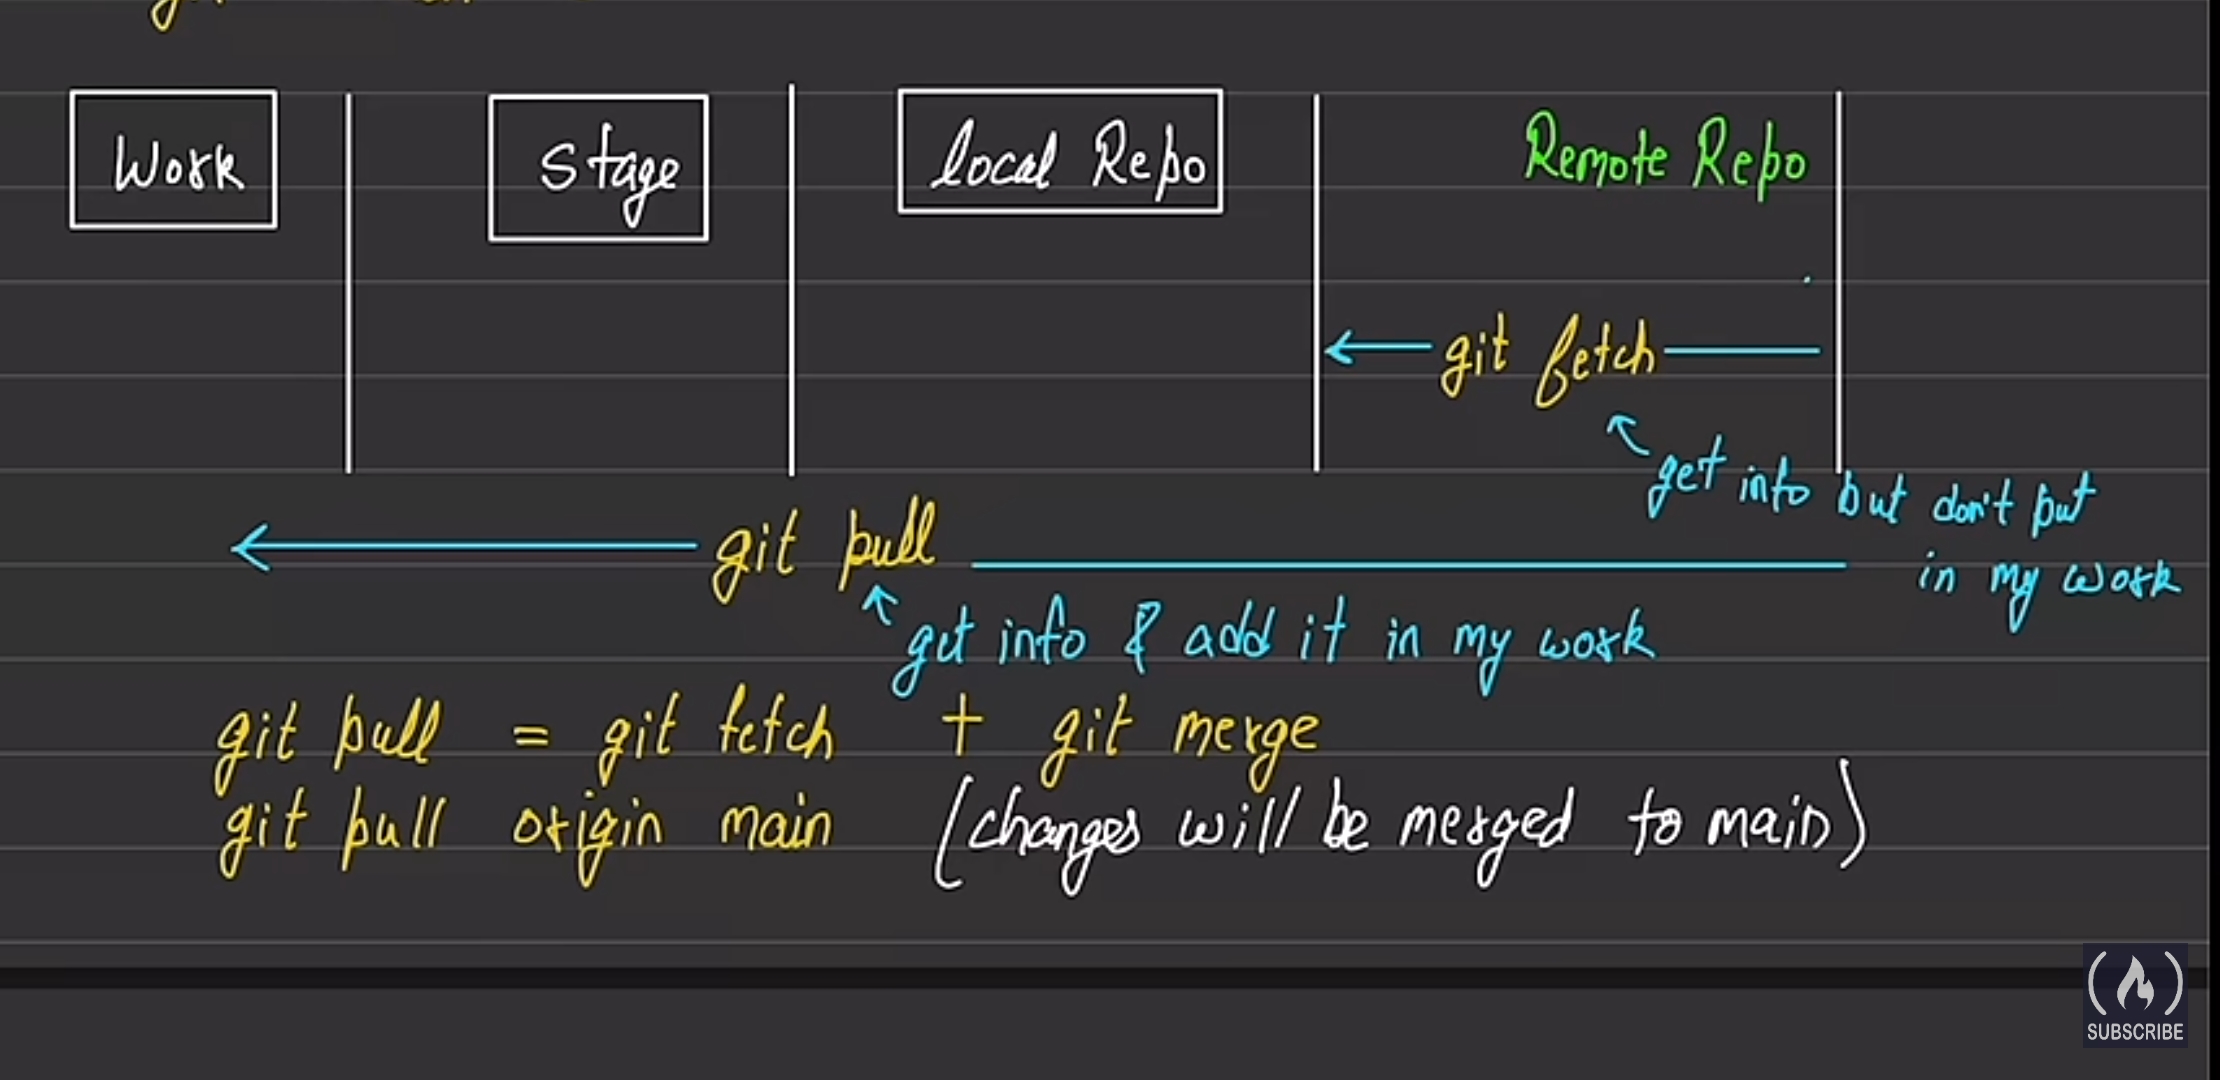 Work Stage local Repo Remote Repo
git fetch
get info but don't put
in my work
git pull
get info & add it in my work
git pull = git fetch + git merge
git pull origin main (changes will be merged to main)
SUBSCRIBE